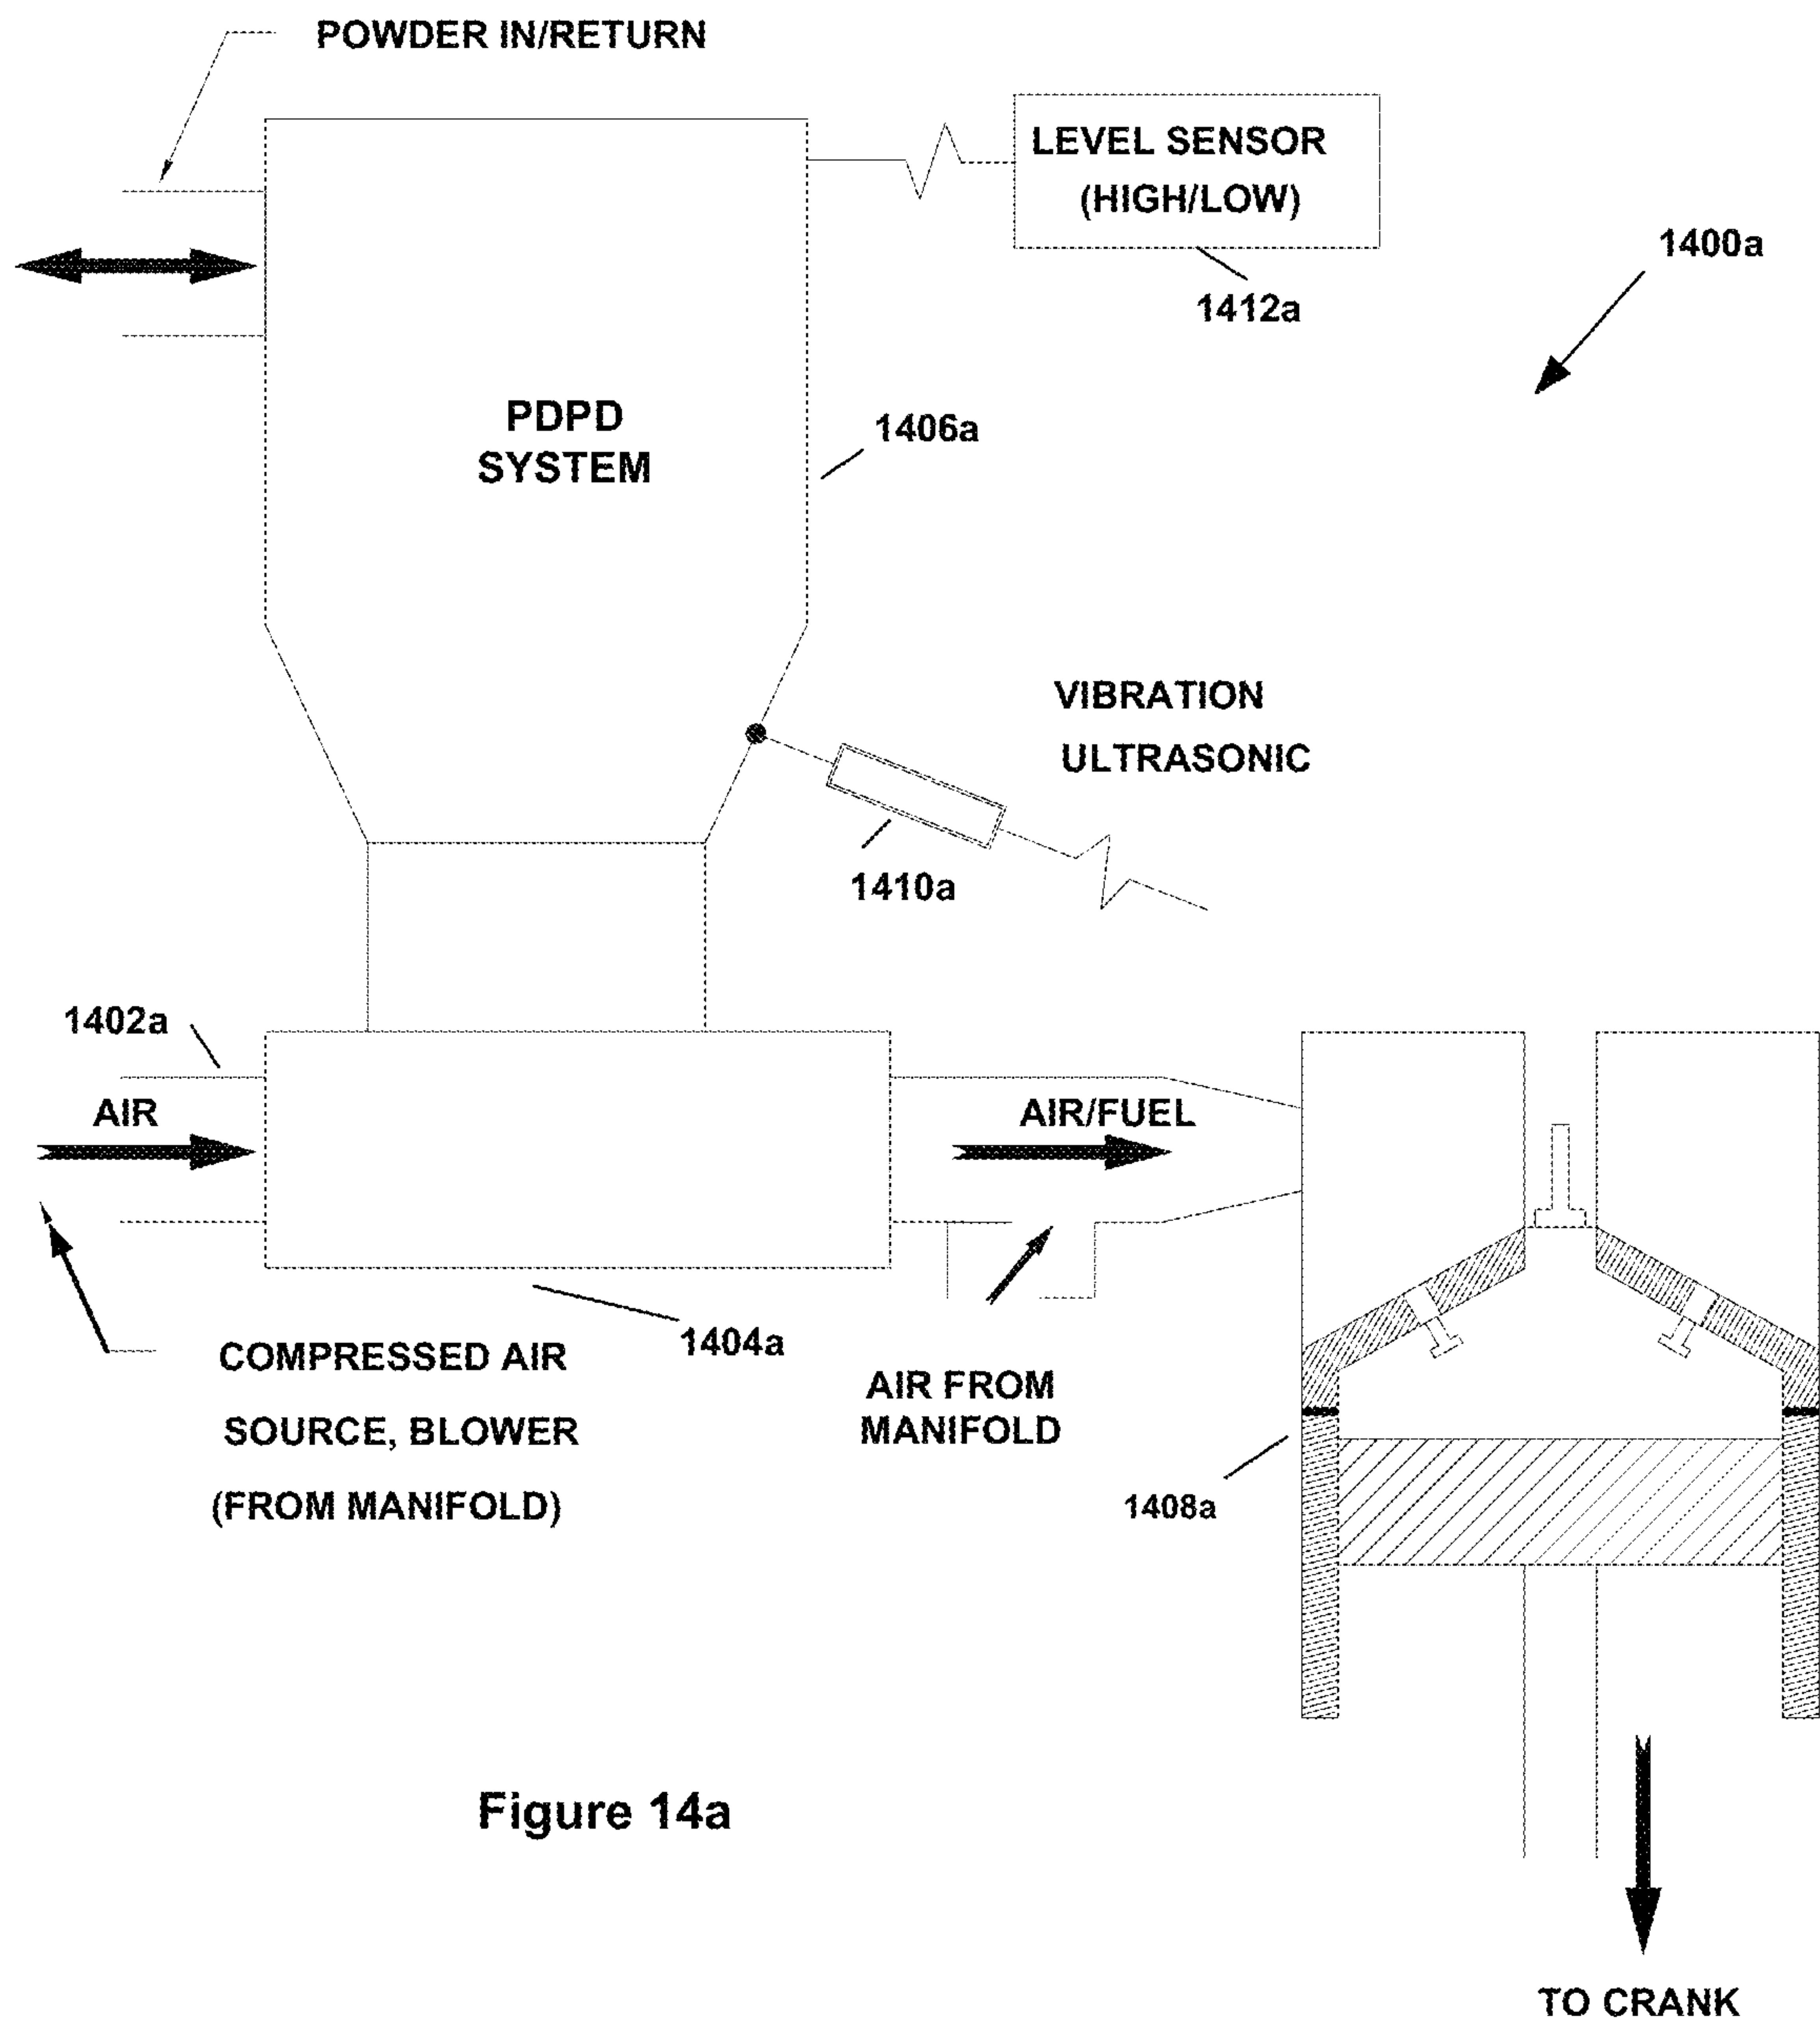 POWDER IN/RETURN
LEVEL SENSOR
(HIGH/LOW)
1412a
1400a
PDPD
SYSTEM
1406a
VIBRATION
ULTRASONIC
1410a
1402a
AIR
AIR/FUEL
1404a
COMPRESSED AIR
SOURCE, BLOWER
(FROM MANIFOLD)
AIR FROM
MANIFOLD
1408a
Figure 14a
TO CRANK